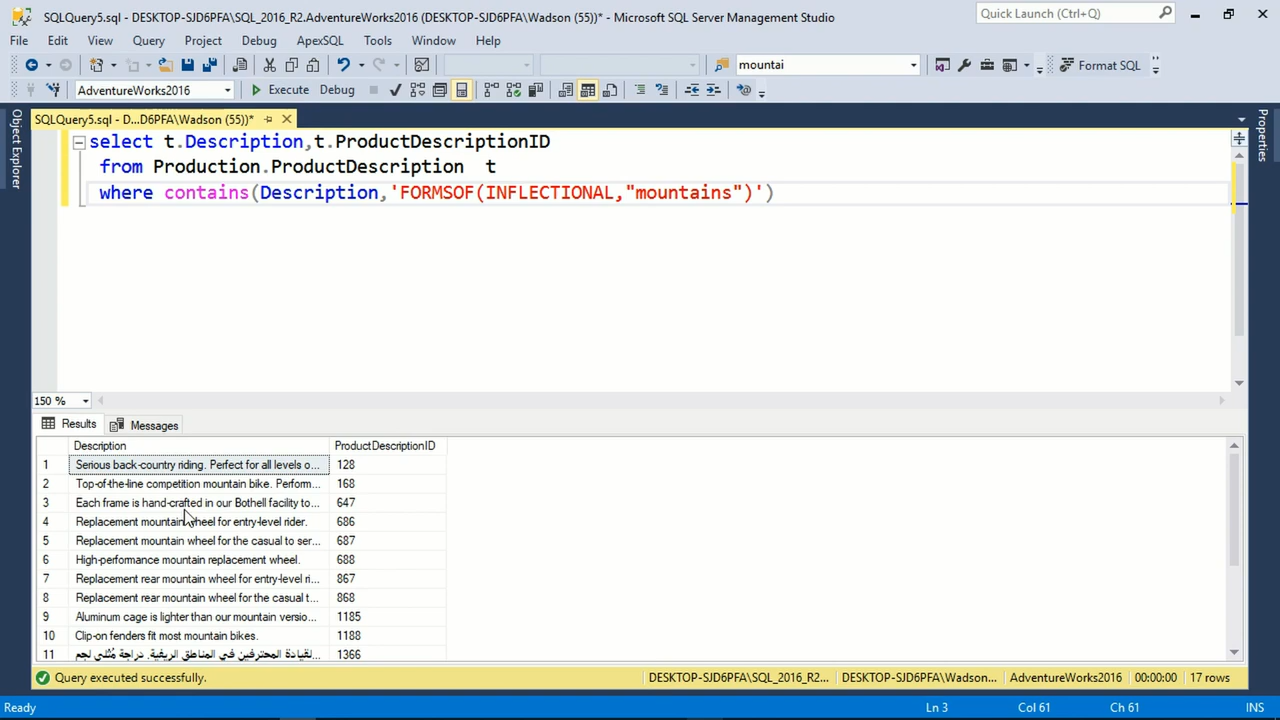 SQLQuery5.sql - DESKTOP-SJD6PFA\SQL_2016_R2.AdventureWorks2016 (DESKTOP-SJD6PFA\Wadson (55))* - Microsoft SQL Server Management Studio
Quick Launch (Ctrl+Q)
File Edit View Query Project Debug ApexSQL Tools Window Help
mountai Format SQL
AdventureWorks2016 Execute Debug
SQLQuery5.sql - D...D6PFA\Wadson (55))*
Object Explorer
Properties
select t.Description,t.ProductDescriptionID
from Production.ProductDescription t
where contains(Description,'FORMSOF(INFLECTIONAL,"mountains")')
150 %
Results Messages
Description ProductDescriptionID
1 Serious back-country riding. Perfect for all levels o... 128
2 Top-of-the-line competition mountain bike. Perform... 168
3 Each frame is hand-crafted in our Bothell facility to... 647
4 Replacement mountain wheel for entry-level rider. 686
5 Replacement mountain wheel for the casual to ser... 687
6 High-performance mountain replacement wheel. 688
7 Replacement rear mountain wheel for entry-level ri... 867
8 Replacement rear mountain wheel for the casual t... 868
9 Aluminum cage is lighter than our mountain versio... 1185
10 Clip-on fenders fit most mountain bikes. 1188
11 لقيادة المحترفين في المناطق الريفية. دراجة مُثلى لجم... 1366
Query executed successfully. DESKTOP-SJD6PFA\SQL_2016_R2... DESKTOP-SJD6PFA\Wadson... AdventureWorks2016 00:00:00 17 rows
Ready Ln 3 Col 61 Ch 61 INS